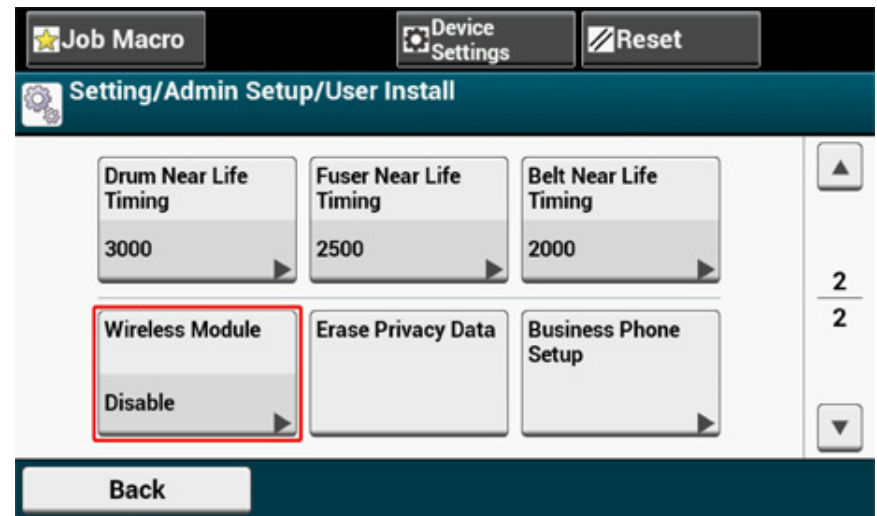 Job Macro
Device
Settings
Reset
Setting/Admin Setup/User Install
Drum Near Life
Timing
3000
Fuser Near Life
Timing
2500
Belt Near Life
Timing
2000
2
2
Wireless Module
Disable
Erase Privacy Data
Business Phone
Setup
Back